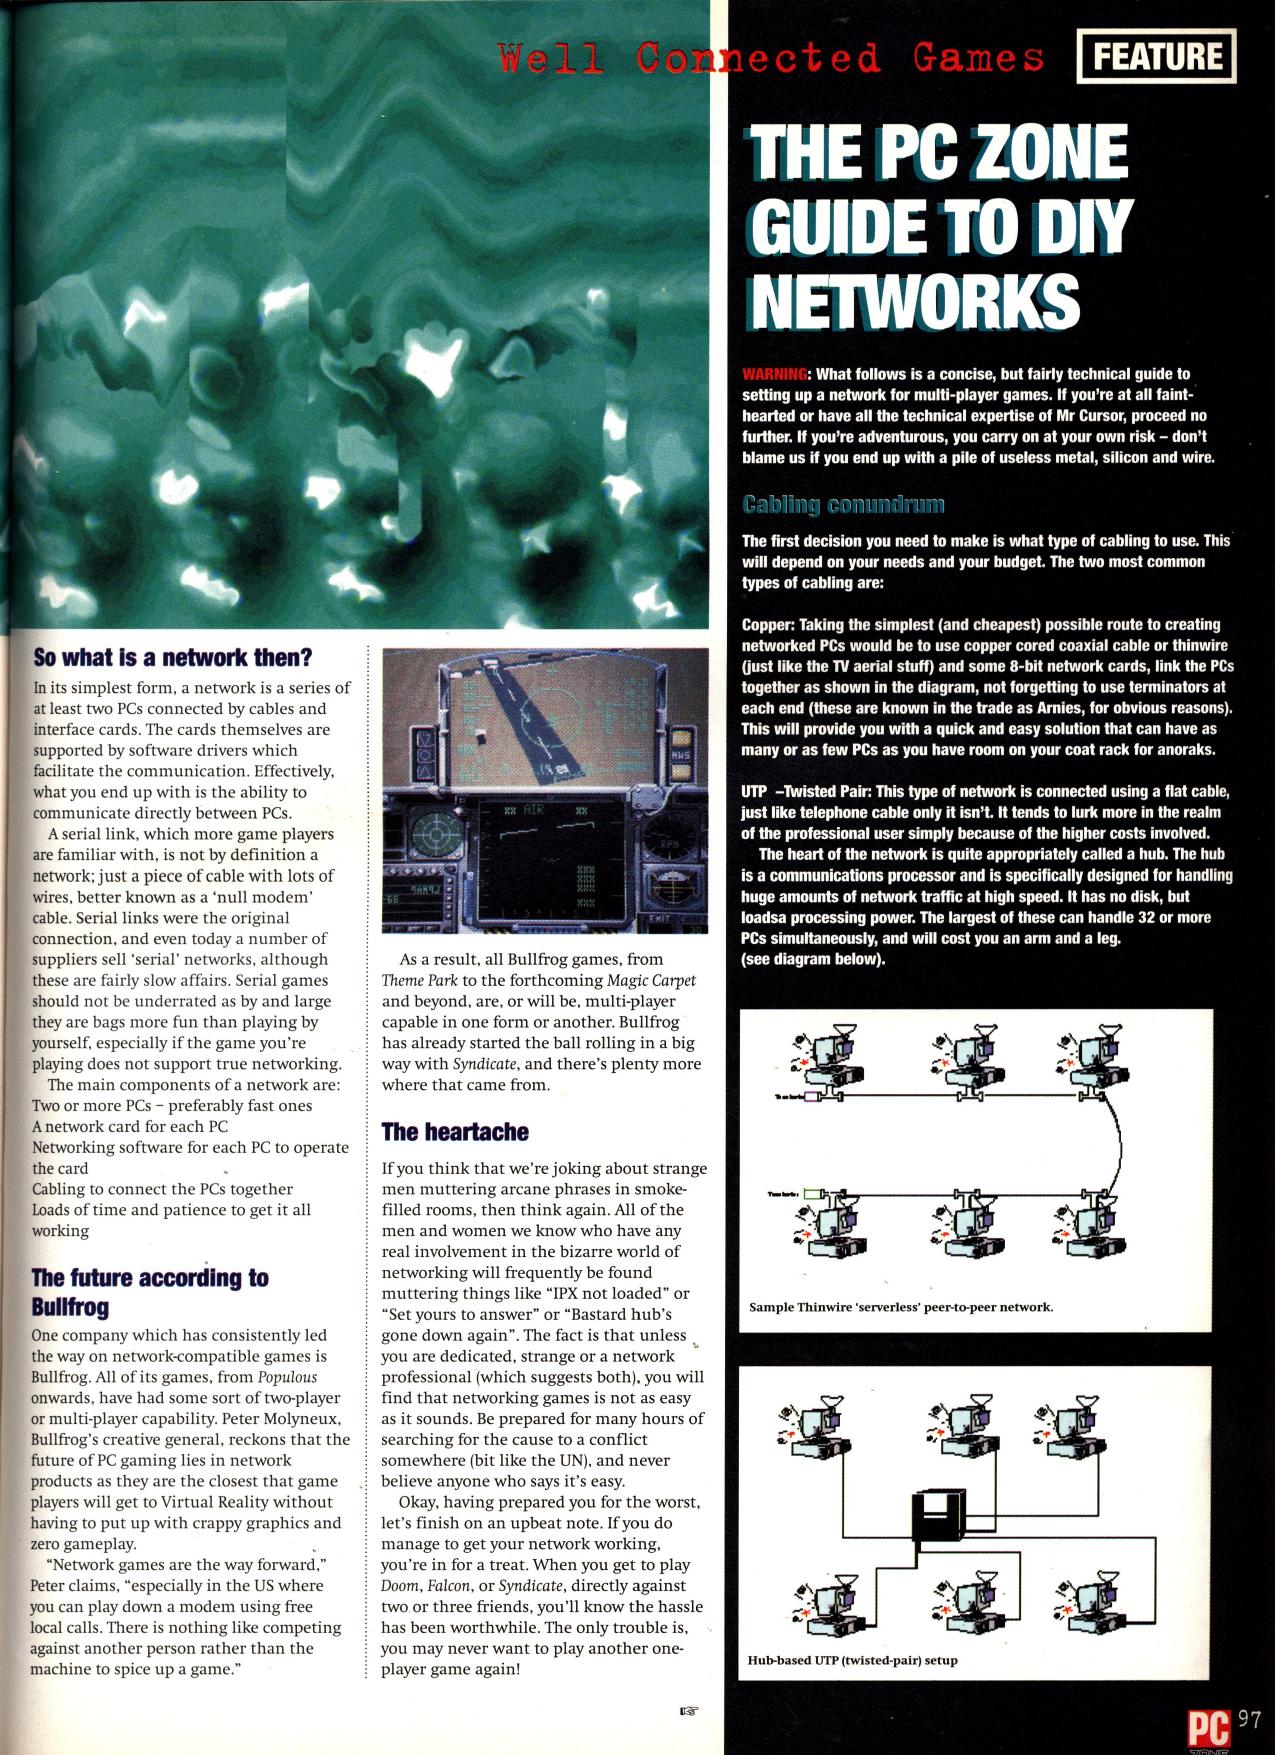 Well Connected Games
FEATURE
So what is a network then?
In its simplest form, a network is a series of
at least two PCs connected by cables and
interface cards. The cards themselves are
supported by software drivers which
facilitate the communication. Effectively,
what you end up with is the ability to
communicate directly between PCs.
A serial link, which more game players
are familiar with, is not by definition a
network; just a piece of cable with lots of
wires, better known as a ‘null modem’
cable. Serial links were the original
connection, and even today a number of
suppliers sell ‘serial’ networks, although
these are fairly slow affairs. Serial games
should not be underrated as by and large
they are bags more fun than playing by
yourself, especially if the game you’re
playing does not support true networking.
The main components of a network are:
Two or more PCs – preferably fast ones
A network card for each PC
Networking software for each PC to operate
the card
Cabling to connect the PCs together
Loads of time and patience to get it all
working
The future according to
Bullfrog
One company which has consistently led
the way on network-compatible games is
Bullfrog. All of its games, from Populous
onwards, have had some sort of two-player
or multi-player capability. Peter Molyneux,
Bullfrog’s creative general, reckons that the
future of PC gaming lies in network
products as they are the closest that game
players will get to Virtual Reality without
having to put up with crappy graphics and
zero gameplay.
“Network games are the way forward,”
Peter claims, “especially in the US where
you can play down a modem using free
local calls. There is nothing like competing
against another person rather than the
machine to spice up a game.”
XX AIR XX
HWS
As a result, all Bullfrog games, from
Theme Park to the forthcoming Magic Carpet
and beyond, are, or will be, multi-player
capable in one form or another. Bullfrog
has already started the ball rolling in a big
way with Syndicate, and there’s plenty more
where that came from.
The heartache
If you think that we’re joking about strange
men muttering arcane phrases in smoke-
filled rooms, then think again. All of the
men and women we know who have any
real involvement in the bizarre world of
networking will frequently be found
muttering things like “IPX not loaded” or
“Set yours to answer” or “Bastard hub’s
gone down again”. The fact is that unless
you are dedicated, strange or a network
professional (which suggests both), you will
find that networking games is not as easy
as it sounds. Be prepared for many hours of
searching for the cause to a conflict
somewhere (bit like the UN), and never
believe anyone who says it’s easy.
Okay, having prepared you for the worst,
let’s finish on an upbeat note. If you do
manage to get your network working,
you’re in for a treat. When you get to play
Doom, Falcon, or Syndicate, directly against
two or three friends, you’ll know the hassle
has been worthwhile. The only trouble is,
you may never want to play another one-
player game again!
THE PC ZONE
GUIDE TO DIY
NETWORKS
WARNING: What follows is a concise, but fairly technical guide to
setting up a network for multi-player games. If you’re at all faint-
hearted or have all the technical expertise of Mr Cursor, proceed no
further. If you’re adventurous, you carry on at your own risk – don’t
blame us if you end up with a pile of useless metal, silicon and wire.
Cabling conundrum
The first decision you need to make is what type of cabling to use. This
will depend on your needs and your budget. The two most common
types of cabling are:
Copper: Taking the simplest (and cheapest) possible route to creating
networked PCs would be to use copper cored coaxial cable or thinwire
(just like the TV aerial stuff) and some 8-bit network cards, link the PCs
together as shown in the diagram, not forgetting to use terminators at
each end (these are known in the trade as Arnies, for obvious reasons).
This will provide you with a quick and easy solution that can have as
many or as few PCs as you have room on your coat rack for anoraks.
UTP –Twisted Pair: This type of network is connected using a flat cable,
just like telephone cable only it isn’t. It tends to lurk more in the realm
of the professional user simply because of the higher costs involved.
The heart of the network is quite appropriately called a hub. The hub
is a communications processor and is specifically designed for handling
huge amounts of network traffic at high speed. It has no disk, but
loadsa processing power. The largest of these can handle 32 or more
PCs simultaneously, and will cost you an arm and a leg.
(see diagram below).
Sample Thinwire ‘serverless’ peer-to-peer network.
Hub-based UTP (twisted-pair) setup
PC
ZONE
97